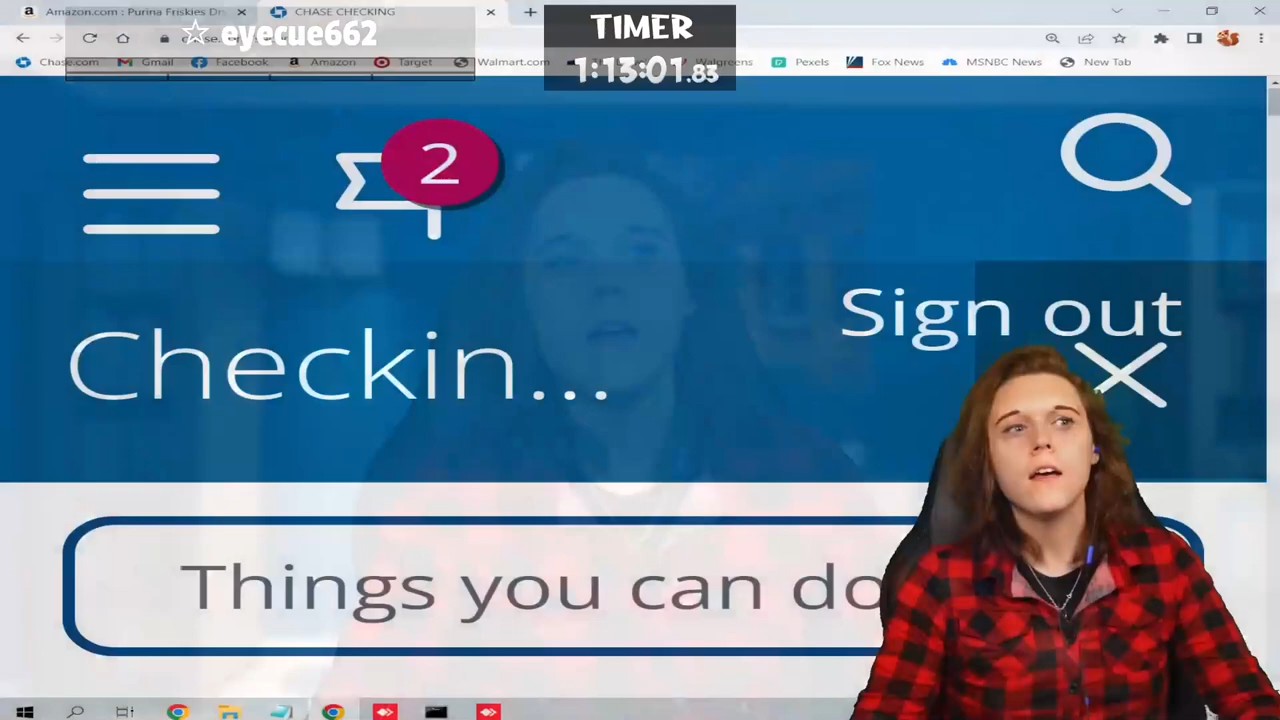 Amazon.com : Purina Friskies Dr
CHASE CHECKING
☆ eyecue662
TIMER
1:13:01.83
Chase.com
Gmail
Facebook
Amazon
Target
Walmart.com
Walgreens
Pexels
Fox News
MSNBC News
New Tab
2
Sign out
Checkin...
Things you can do